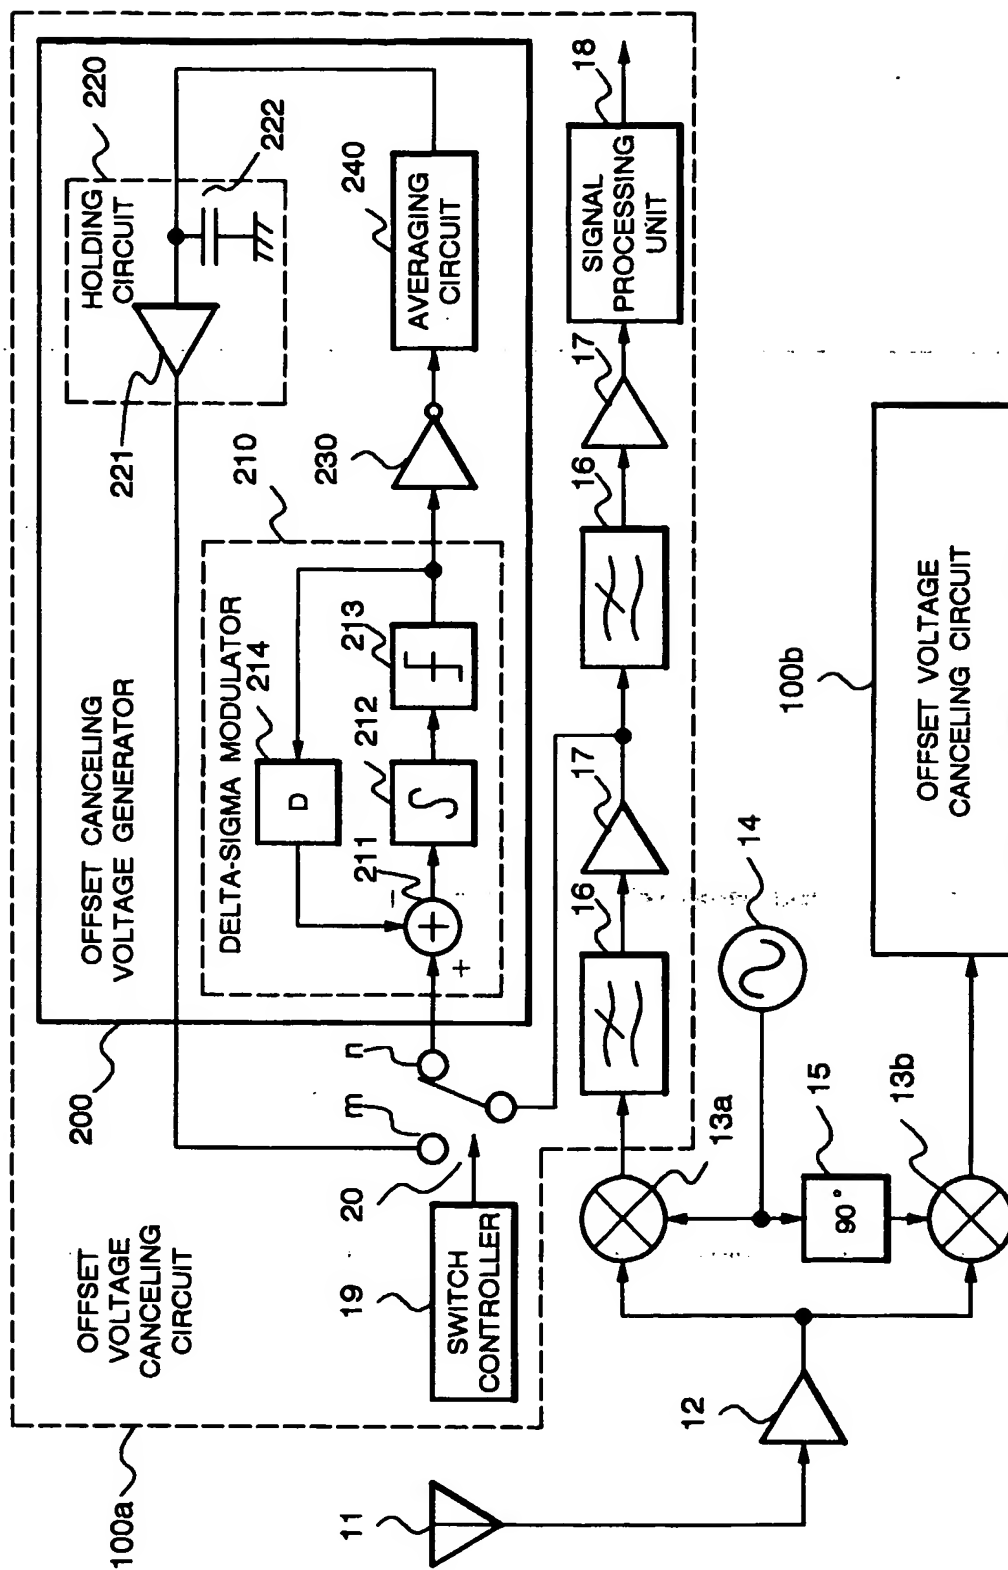 100a
OFFSET
VOLTAGE
CANCELING
CIRCUIT
200
OFFSET CANCELING
VOLTAGE GENERATOR
220
HOLDING
CIRCUIT
222
221
DELTA-SIGMA MODULATOR
210
214
D
211
212
213
230
240
AVERAGING
CIRCUIT
+
−
+
m
n
20
19
SWITCH
CONTROLLER
16
17
16
17
18
SIGNAL
PROCESSING
UNIT
11
12
13a
14
15
90°
13b
100b
OFFSET VOLTAGE
CANCELING CIRCUIT